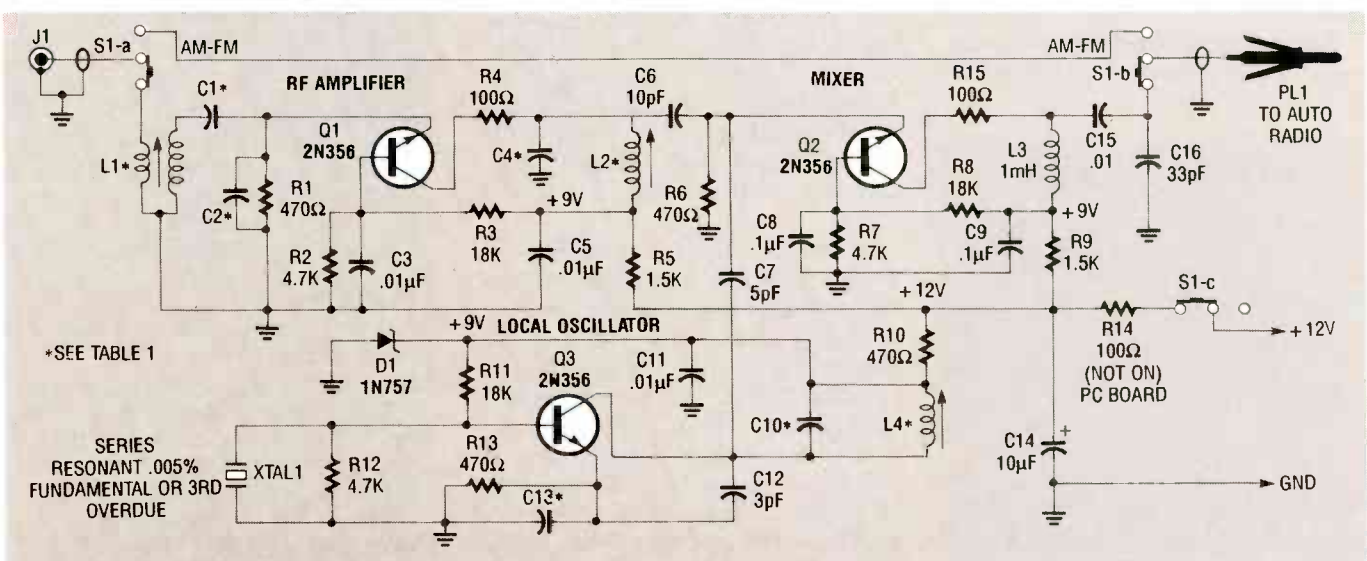 J1
S1-a
AM-FM
RF AMPLIFIER
C1*
L1*
C2*
R1
470Ω
Q1
2N356
R4
100Ω
C4*
L2*
C6
10pF
R2
4.7K
C3
.01µF
R3
18K
+9V
C5
.01µF
R5
1.5K
R6
470Ω
C7
5pF
MIXER
Q2
2N356
R15
100Ω
AM-FM
S1-b
PL1
TO AUTO
RADIO
L3
1mH
C15
.01
C16
33pF
C8
.1µF
R7
4.7K
R8
18K
C9
.1µF
+9V
R9
1.5K
+12V
R10
470Ω
R14
100Ω
(NOT ON)
PC BOARD
S1-c
+12V
*SEE TABLE 1
+9V
LOCAL OSCILLATOR
D1
1N757
R11
18K
Q3
2N356
C11
.01µF
C10*
L4*
C14
10µF
+
GND
SERIES
RESONANT .005%
FUNDAMENTAL OR 3RD
OVERDUE
XTAL1
R12
4.7K
R13
470Ω
C13*
C12
3pF